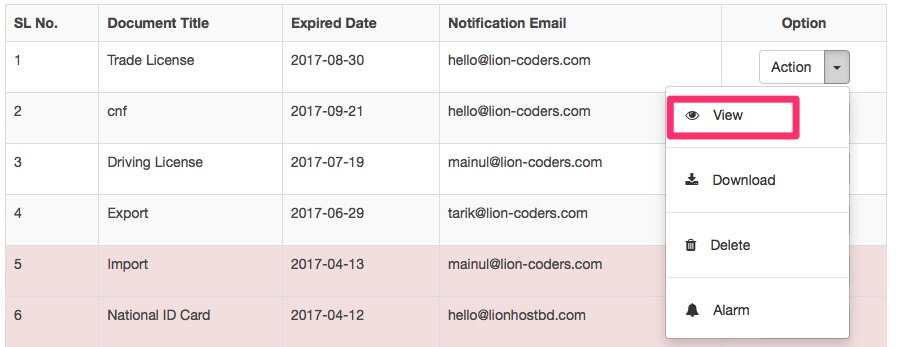 SL No. Document Title Expired Date Notification Email Option
1 Trade License 2017-08-30 hello@lion-coders.com Action
2 cnf 2017-09-21 hello@lion-coders.com
View
3 Driving License 2017-07-19 mainul@lion-coders.com
Download
4 Export 2017-06-29 tarik@lion-coders.com
Delete
5 Import 2017-04-13 mainul@lion-coders.com
6 National ID Card 2017-04-12 hello@lionhostbd.com
Alarm